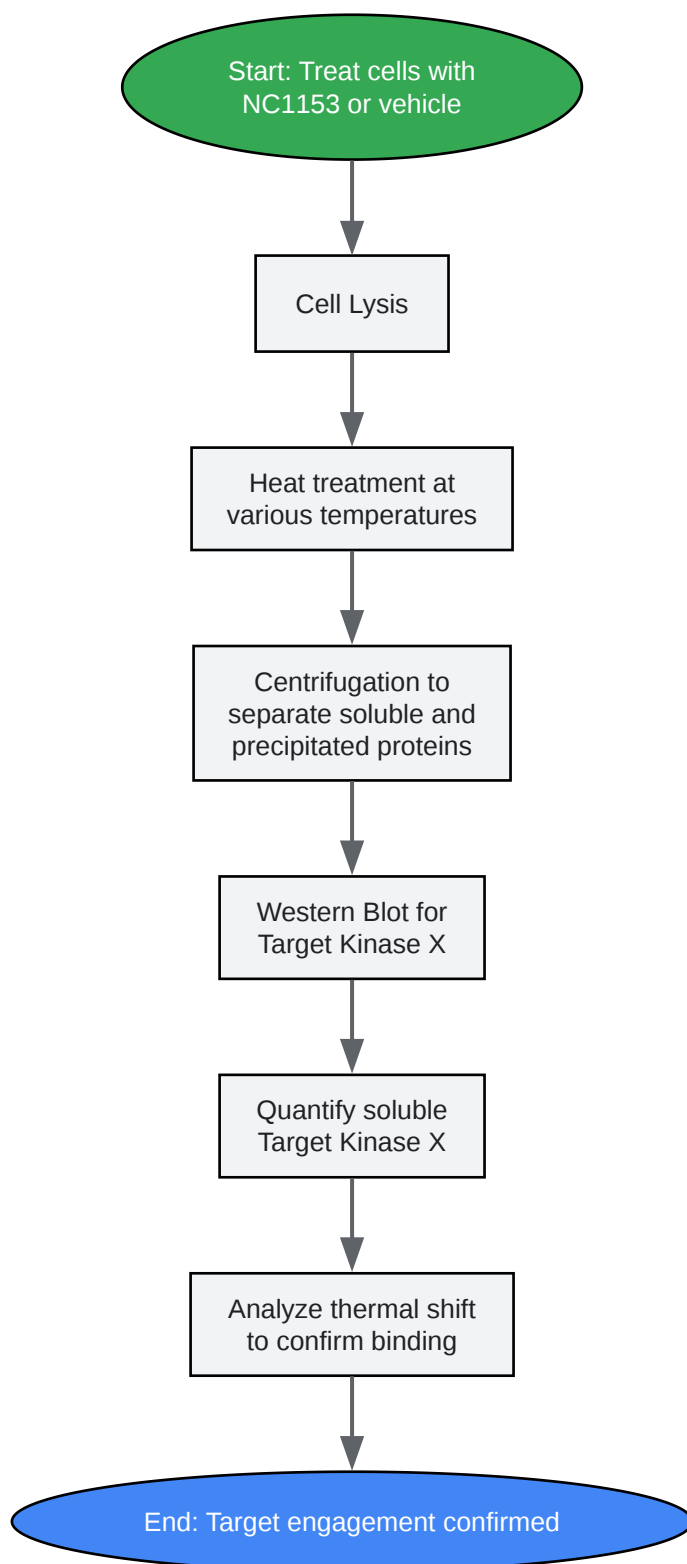 Start: Treat cells with
NC1153 or vehicle
Cell Lysis
Heat treatment at
various temperatures
Centrifugation to
separate soluble and
precipitated proteins
Western Blot for
Target Kinase X
Quantify soluble
Target Kinase X
Analyze thermal shift
to confirm binding
End: Target engagement confirmed